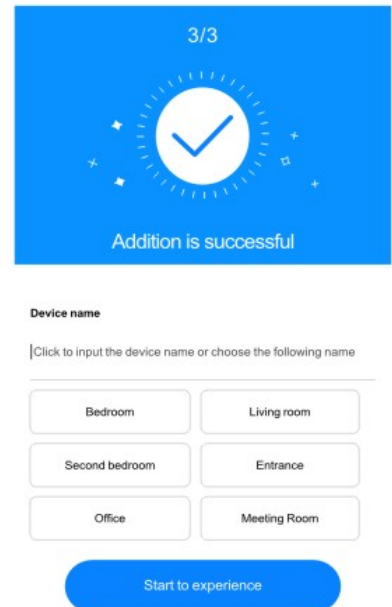 3/3
Addition is successful
Device name
Click to input the device name or choose the following name
Bedroom
Living room
Second bedroom
Entrance
Office
Meeting Room
Start to experience